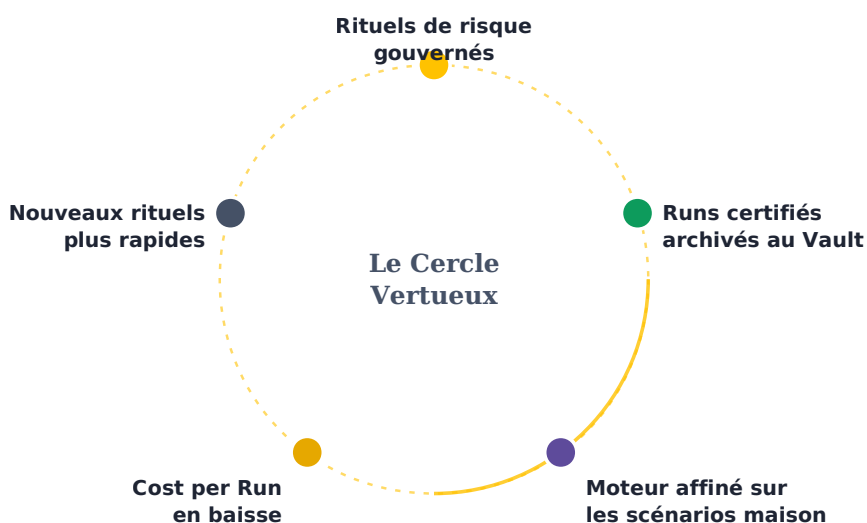 Rituels de risque
gouvernés
Nouveaux rituels
plus rapides
Runs certifiés
archivés au Vault
Le Cercle
Vertueux
Cost per Run
en baisse
Moteur affiné sur
les scénarios maison